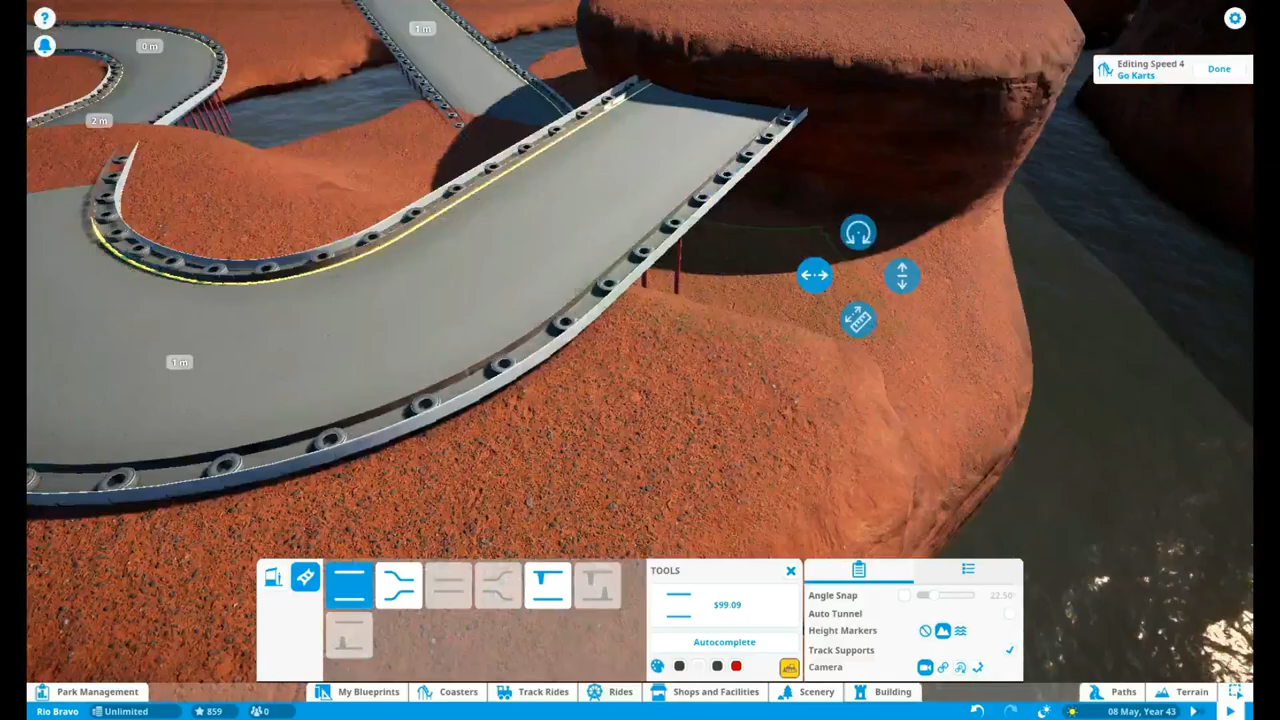 ?
1 m
0 m
2 m
1 m
Editing Speed 4
Go Karts
Done
TOOLS
$99.09
Autocomplete
Angle Snap
22.50°
Auto Tunnel
Height Markers
Track Supports
Camera
Park Management
My Blueprints
Coasters
Track Rides
Rides
Shops and Facilities
Scenery
Building
Paths
Terrain
Rio Bravo
Unlimited
859
0
08 May, Year 43